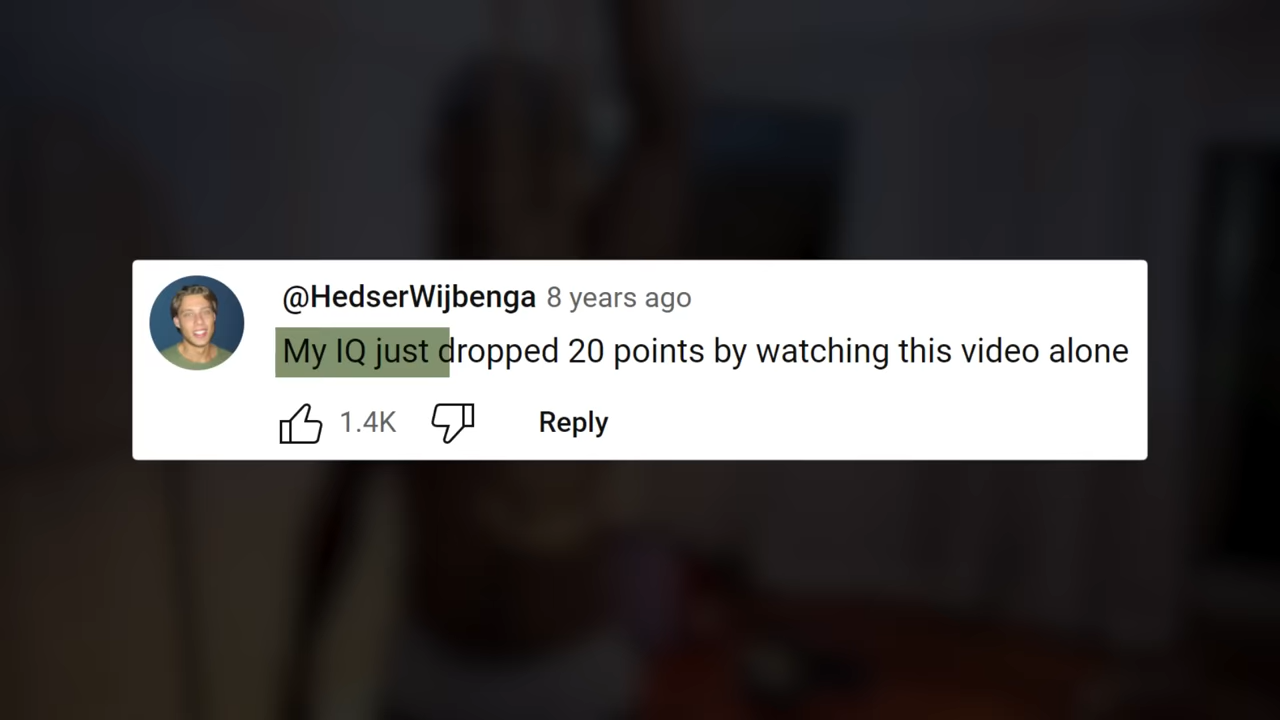 @HedserWijbenga 8 years ago
My IQ just dropped 20 points by watching this video alone
1.4K Reply